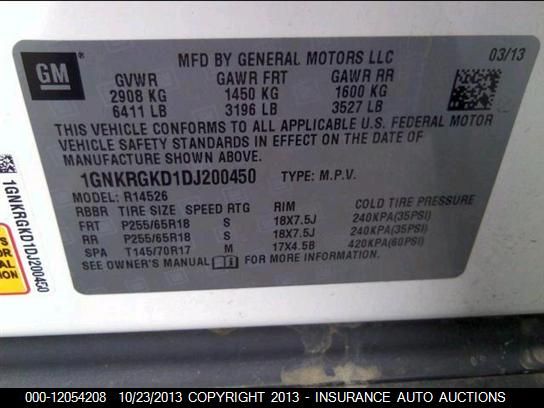 GM
MFD BY GENERAL MOTORS LLC
03/13
GVWR GAWR FRT GAWR RR
2908 KG 1450 KG 1600 KG
6411 LB 3196 LB 3527 LB
THIS VEHICLE CONFORMS TO ALL APPLICABLE U.S. FEDERAL MOTOR
VEHICLE SAFETY STANDARDS IN EFFECT ON THE DATE OF
MANUFACTURE SHOWN ABOVE.
1GNKRGKD1DJ200450 TYPE: M.P.V.
MODEL: R14526
RBBR TIRE SIZE SPEED RTG RIM COLD TIRE PRESSURE
FRT P255/65R18 S 18X7.5J 240KPA(35PSI)
RR P255/65R18 S 18X7.5J 240KPA(35PSI)
SPA T145/70R17 M 17X4.5B 420KPA(60PSI)
SEE OWNER'S MANUAL FOR MORE INFORMATION.
1GNKRGKD1DJ200450
000-12054208 10/23/2013 COPYRIGHT 2013 - INSURANCE AUTO AUCTIONS